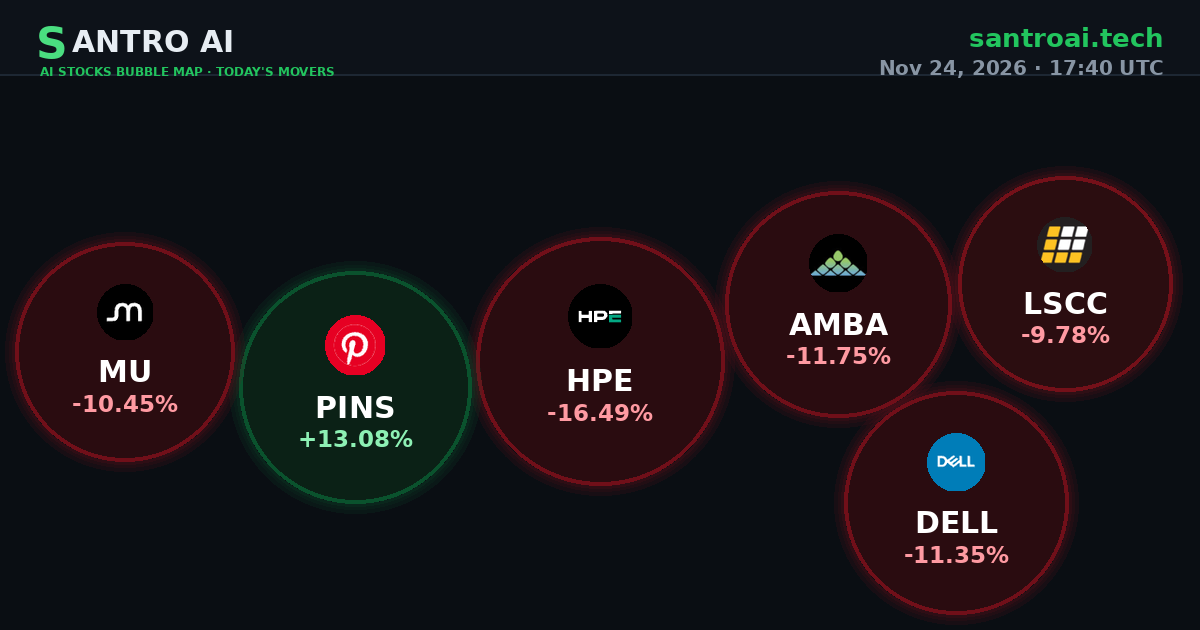 SANTRO AI
AI STOCKS BUBBLE MAP · TODAY'S MOVERS
santroai.tech
Nov 24, 2026 · 17:40 UTC
MU
-10.45%
PINS
+13.08%
HPE
HPE
-16.49%
AMBA
-11.75%
LSCC
-9.78%
DELL
DELL
-11.35%